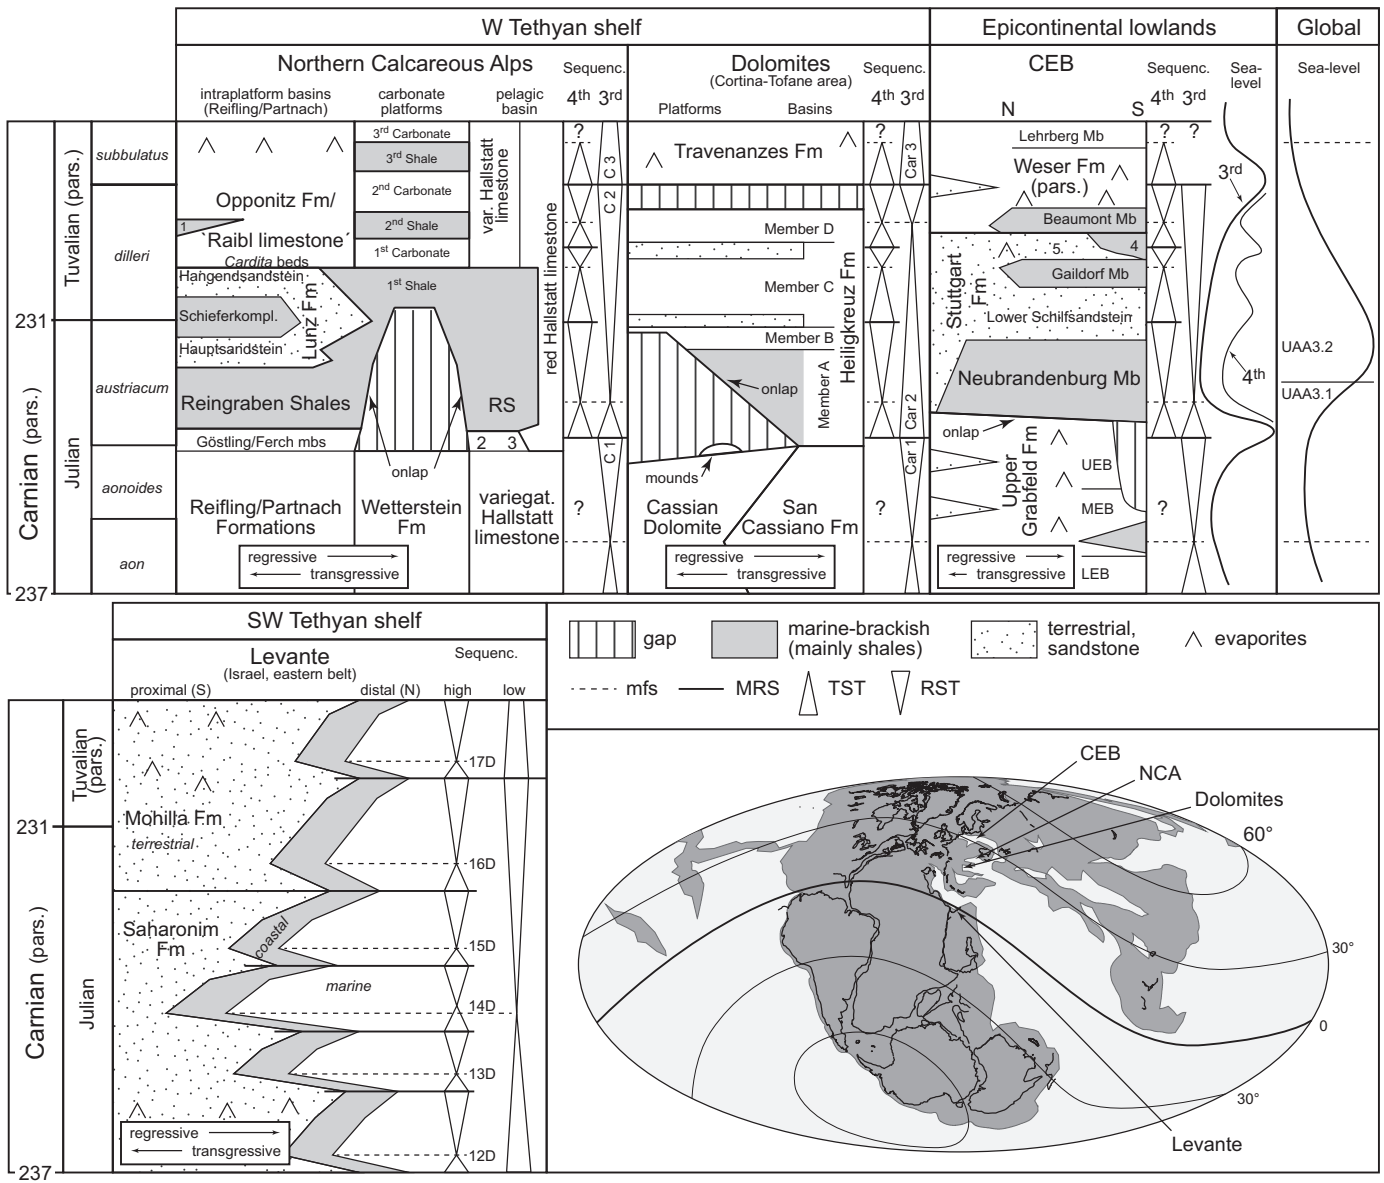 W Tethyan shelf
Epicontinental lowlands
Global
Northern Calcareous Alps
Sequenc.
Dolomites
(Cortina-Tofane area)
Sequenc.
CEB
Sequenc.
Sea-
level
Sea-level
intraplatform basins
(Reifling/Partnach)
carbonate
platforms
pelagic
basin
4th 3rd
Platforms
Basins
4th 3rd
N
S
4th 3rd
Carnian (pars.)
Tuvalian (pars.)
Julian
231
237
subbulatus
dilleri
austriacum
aonoides
aon
Opponitz Fm/
1
`Raibl limestone´
Cardita beds
Hangendsandstein
Schieferkompl.
Hauptsandstein
Lunz Fm
Reingraben Shales
Göstling/Ferch mbs
Reifling/Partnach
Formations
regressive
transgressive
3rd Carbonate
3rd Shale
2nd Carbonate
2nd Shale
1st Carbonate
1st Shale
onlap
Wetterstein
Fm
var. Hallstatt
limestone
red Hallstatt limestone
RS
2 3
variegat.
Hallstatt
limestone
?
?
C 3
C 2
C 1
Travenanzes Fm
Member D
Member C
Member B
Member A
Heiligkreuz Fm
onlap
mounds
Cassian
Dolomite
San
Cassiano Fm
regressive
transgressive
?
?
Car 3
Car 2
Car 1
Lehrberg Mb
Weser Fm
(pars.)
Beaumont Mb
5.
4
Gaildorf Mb
Stuttgart
Fm
Lower Schilfsandstein
Neubrandenburg Mb
onlap
Upper
Grabfeld Fm
UEB
MEB
LEB
regressive
transgressive
? ?
?
3rd
4th
UAA3.2
UAA3.1
SW Tethyan shelf
Levante
(Israel, eastern belt)
Sequenc.
proximal (S)
distal (N)
high
low
Carnian (pars.)
Tuvalian
(pars.)
Julian
231
237
Mohilla Fm
terrestrial
Saharonim
Fm
coastal
marine
17D
16D
15D
14D
13D
12D
regressive
transgressive
gap
marine-brackish
(mainly shales)
terrestrial,
sandstone
evaporites
mfs
MRS
TST
RST
CEB
NCA
Dolomites
60°
30°
0
30°
Levante